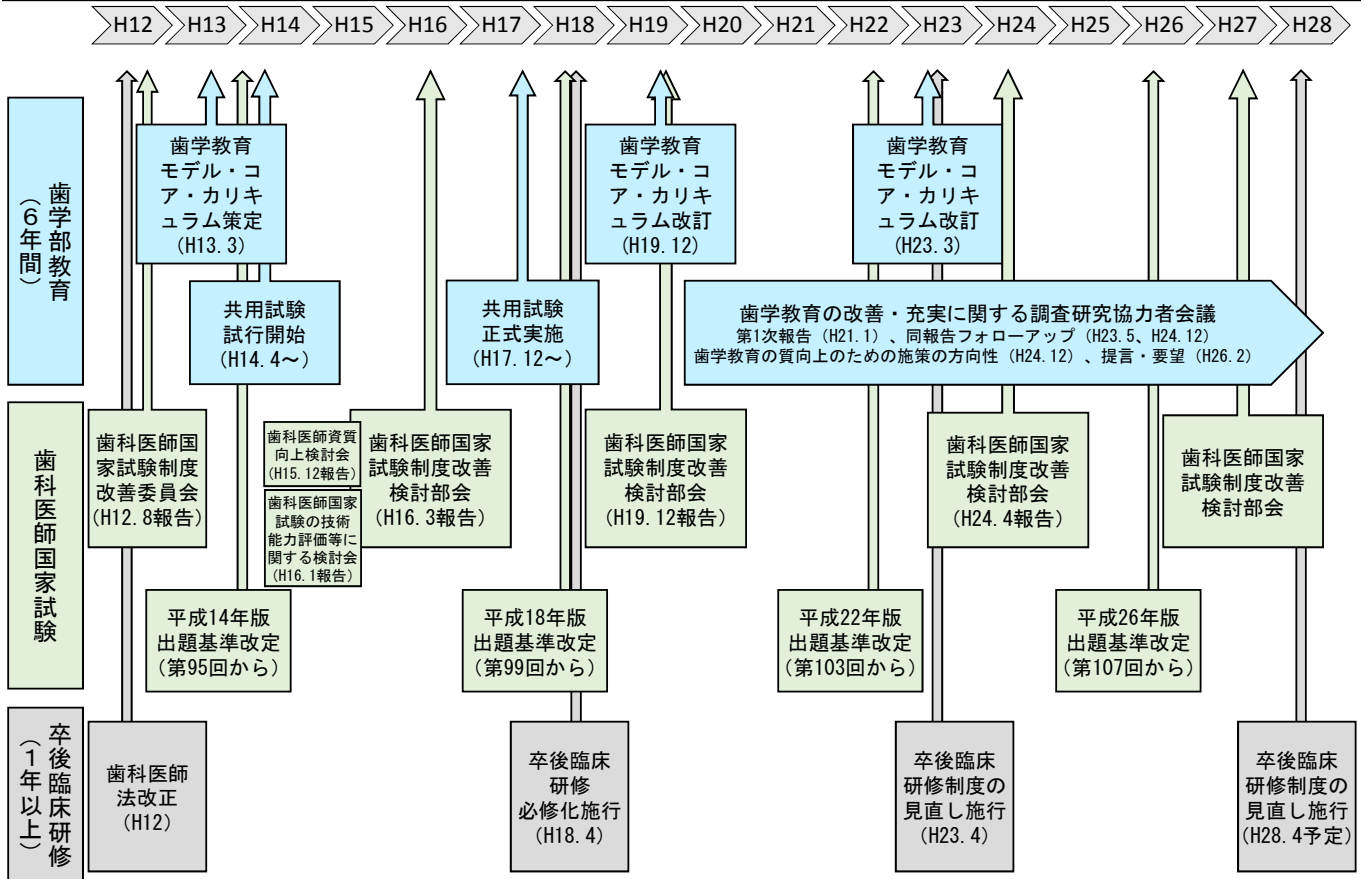 H12
H13
H14
H15
H16
H17
H18
H19
H20
H21
H22
H23
H24
H25
H26
H27
H28
歯学部教育
（６年間）
歯学教育
モデル・コ
ア・カリキ
ュラム策定
(H13.3)
歯学教育
モデル・コ
ア・カリキ
ュラム改訂
(H19.12)
歯学教育
モデル・コ
ア・カリキ
ュラム改訂
(H23.3)
共用試験
試行開始
(H14.4～)
共用試験
正式実施
(H17.12～)
歯学教育の改善・充実に関する調査研究協力者会議
第1次報告（H21.1）、同報告フォローアップ（H23.5、H24.12）
歯学教育の質向上のための施策の方向性（H24.12）、提言・要望（H26.2）
歯科医師国家試験
歯科医師国
家試験制度
改善委員会
(H12.8報告)
歯科医師資質
向上検討会
(H15.12報告)
歯科医師国家
試験の技術
能力評価等に
関する検討会
(H16.1報告)
歯科医師国家
試験制度改善
検討部会
(H16.3報告)
歯科医師国家
試験制度改善
検討部会
(H19.12報告)
歯科医師国家
試験制度改善
検討部会
(H24.4報告)
歯科医師国家
試験制度改善
検討部会
平成14年版
出題基準改定
(第95回から)
平成18年版
出題基準改定
(第99回から)
平成22年版
出題基準改定
(第103回から)
平成26年版
出題基準改定
(第107回から)
卒後臨床研修
（１年以上）
歯科医師
法改正
(H12)
卒後臨床
研修
必修化施行
(H18.4)
卒後臨床
研修制度の
見直し施行
(H23.4)
卒後臨床
研修制度の
見直し施行
(H28.4予定)